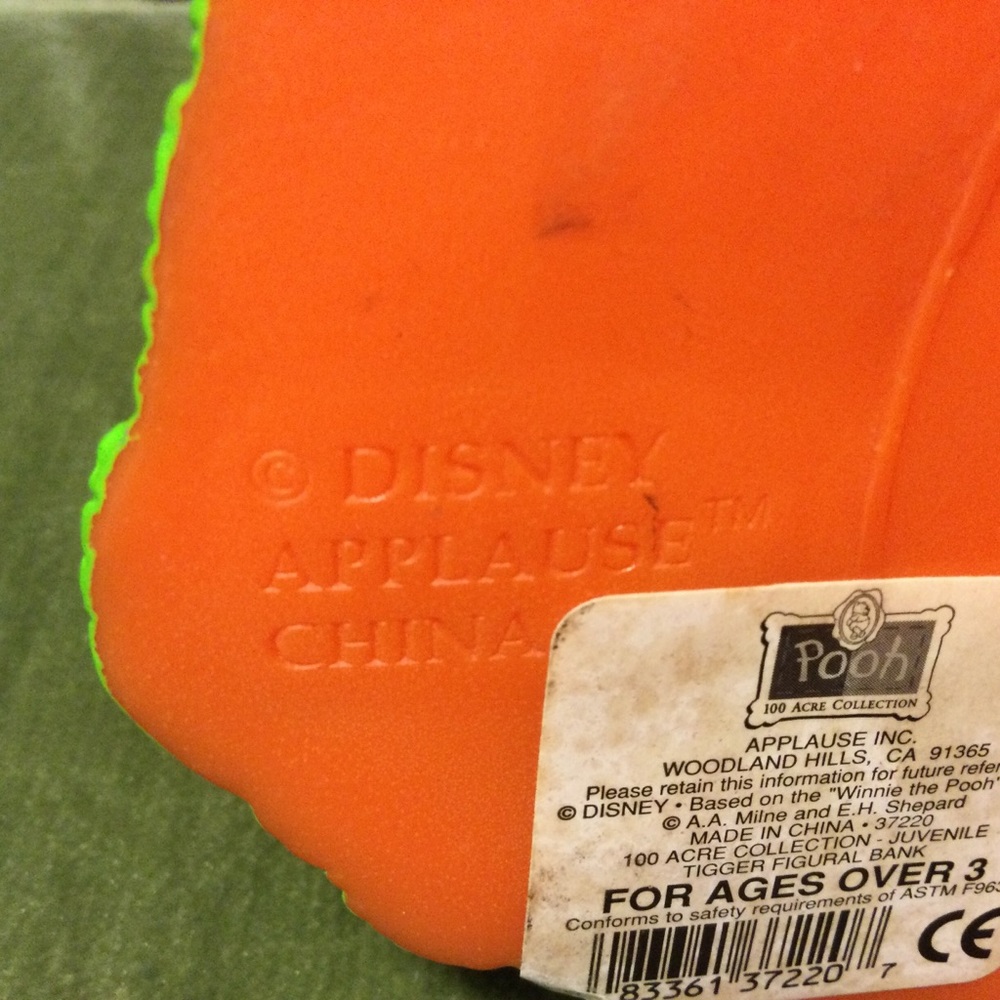 © DISNEY
APPLAUSE™
CHINA
Pooh
100 ACRE COLLECTION
APPLAUSE INC.
WOODLAND HILLS, CA 91365
Please retain this information for future
© DISNEY • Based on the "Winnie the Pooh"
© A.A. Milne and E.H. Shepard
MADE IN CHINA • 37220
100 ACRE COLLECTION - JUVENILE
TIGGER FIGURAL BANK
FOR AGES OVER 3
Conforms to safety requirements of ASTM F963
CE
83361 37220 7